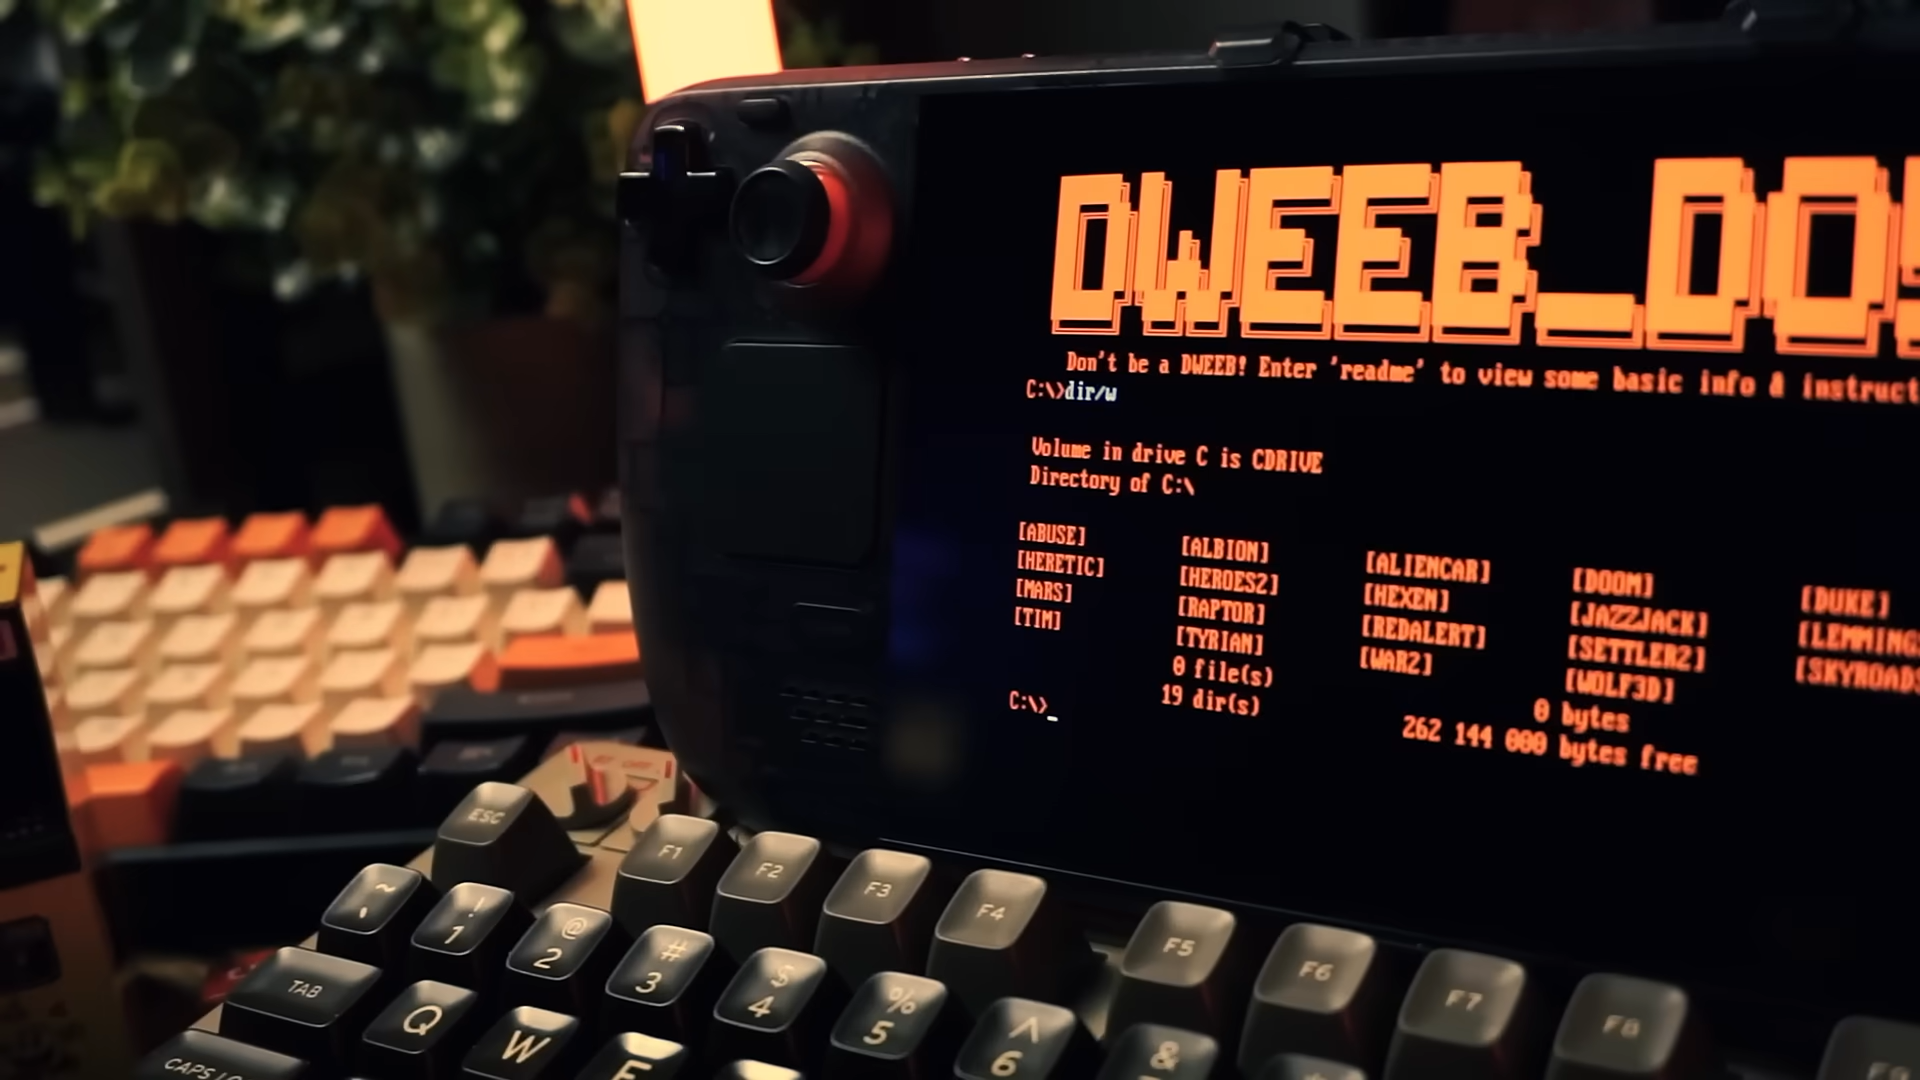 DWEEB_DOS
Don't be a DWEEB! Enter 'readme' to view some basic info & instruct
C:\>dir/w
Volume in drive C is CDRIVE
Directory of C:\
[ABUSE] [ALBION] [ALIENCAR] [DOOM] [DUKE]
[HERETIC] [HEROES2] [HEXEN] [JAZZJACK] [LEMMINGS
[MARS] [RAPTOR] [REDALERT] [SETTLER2] [SKYROADS
[TIM] [TYRIAN] [WAR2] [WOLF3D]
0 file(s) 0 bytes
19 dir(s) 262 144 000 bytes free
C:\>_
ESC F1 F2 F3 F4 F5 F6 F7 F8 F9
~ ! @ # $ % ^ &
` 1 2 3 4 5 6
TAB Q W E
CAPS LO